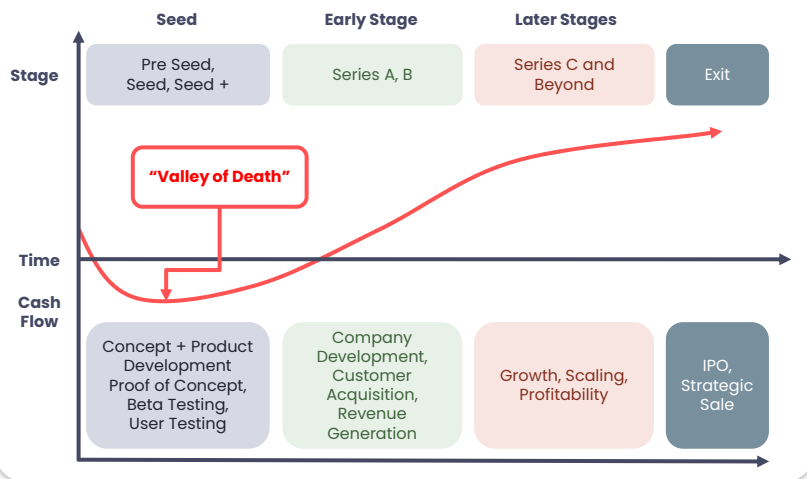 Seed
Early Stage
Later Stages
Stage
Pre Seed,
Seed, Seed +
Series A, B
Series C and
Beyond
Exit
“Valley of Death”
Time
Cash
Flow
Concept + Product
Development
Proof of Concept,
Beta Testing,
User Testing
Company
Development,
Customer
Acquisition,
Revenue
Generation
Growth, Scaling,
Profitability
IPO,
Strategic
Sale